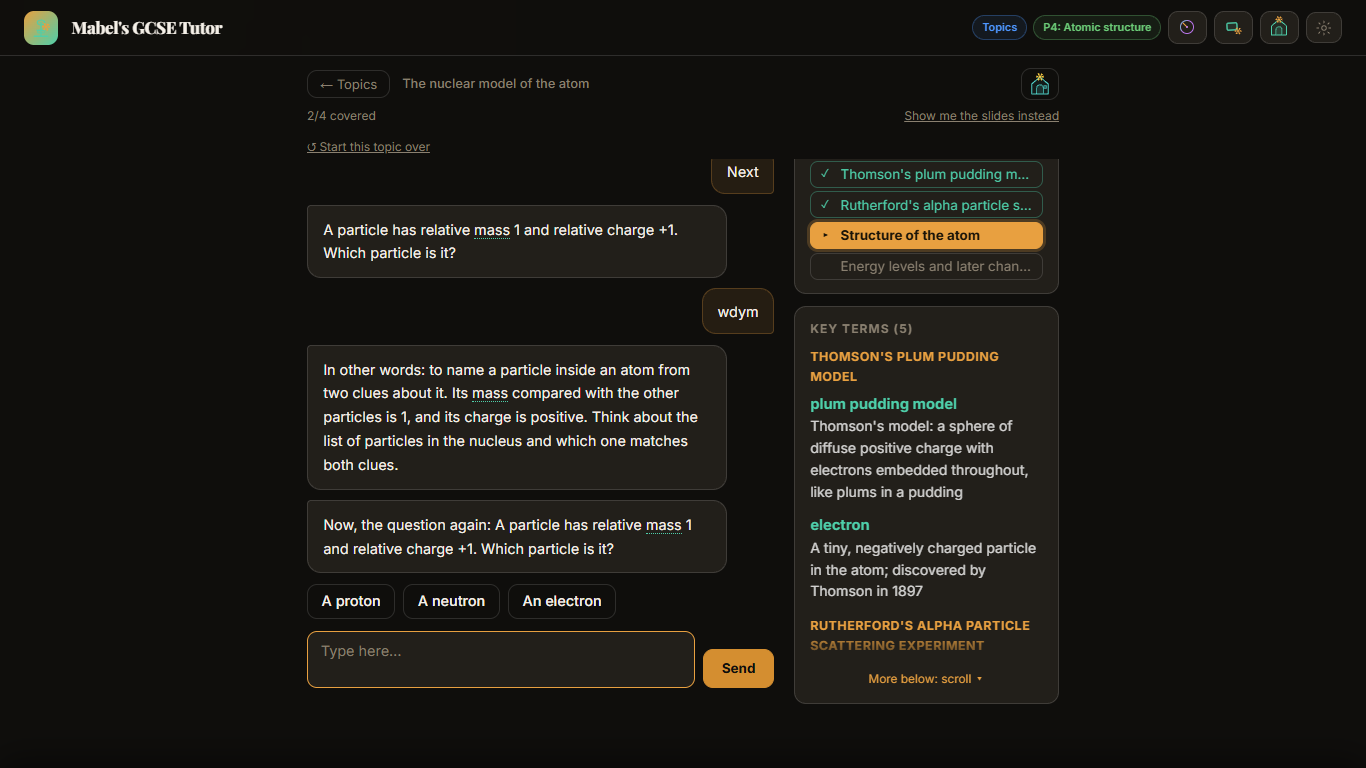 Mabel's GCSE Tutor
Topics
P4: Atomic structure
← Topics
The nuclear model of the atom
2/4 covered
Show me the slides instead
↺ Start this topic over
Next
A particle has relative mass 1 and relative charge +1.
Which particle is it?
wdym
In other words: to name a particle inside an atom from
two clues about it. Its mass compared with the other
particles is 1, and its charge is positive. Think about the
list of particles in the nucleus and which one matches
both clues.
Now, the question again: A particle has relative mass 1
and relative charge +1. Which particle is it?
A proton
A neutron
An electron
Type here...
Send
✓ Thomson's plum pudding m...
✓ Rutherford's alpha particle s...
Structure of the atom
Energy levels and later chan...
KEY TERMS (5)
THOMSON'S PLUM PUDDING
MODEL
plum pudding model
Thomson's model: a sphere of
diffuse positive charge with
electrons embedded throughout,
like plums in a pudding
electron
A tiny, negatively charged particle
in the atom; discovered by
Thomson in 1897
RUTHERFORD'S ALPHA PARTICLE
SCATTERING EXPERIMENT
More below: scroll